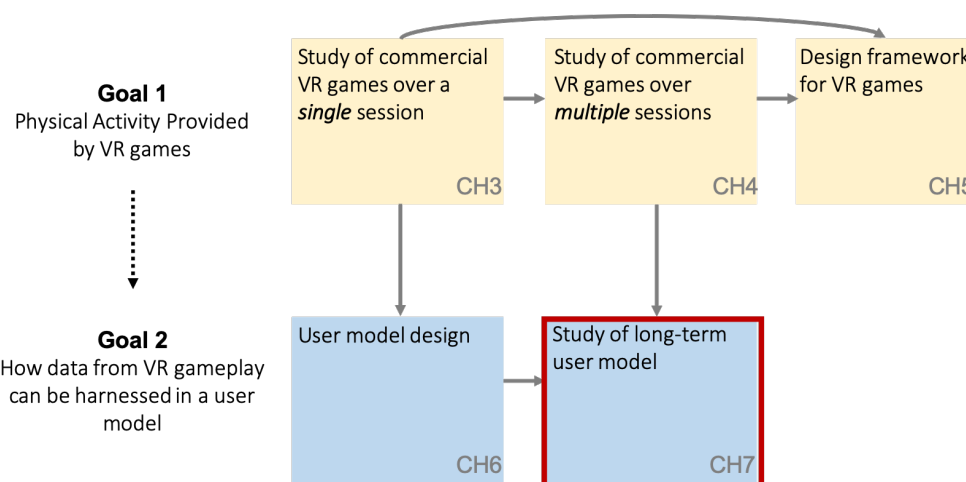 Goal 1
Physical Activity Provided
by VR games
Study of commercial
VR games over a
single session
CH3
Study of commercial
VR games over
multiple sessions
CH4
Design framework
for VR games
CH5
Goal 2
How data from VR gameplay
can be harnessed in a user
model
User model design
CH6
Study of long-term
user model
CH7